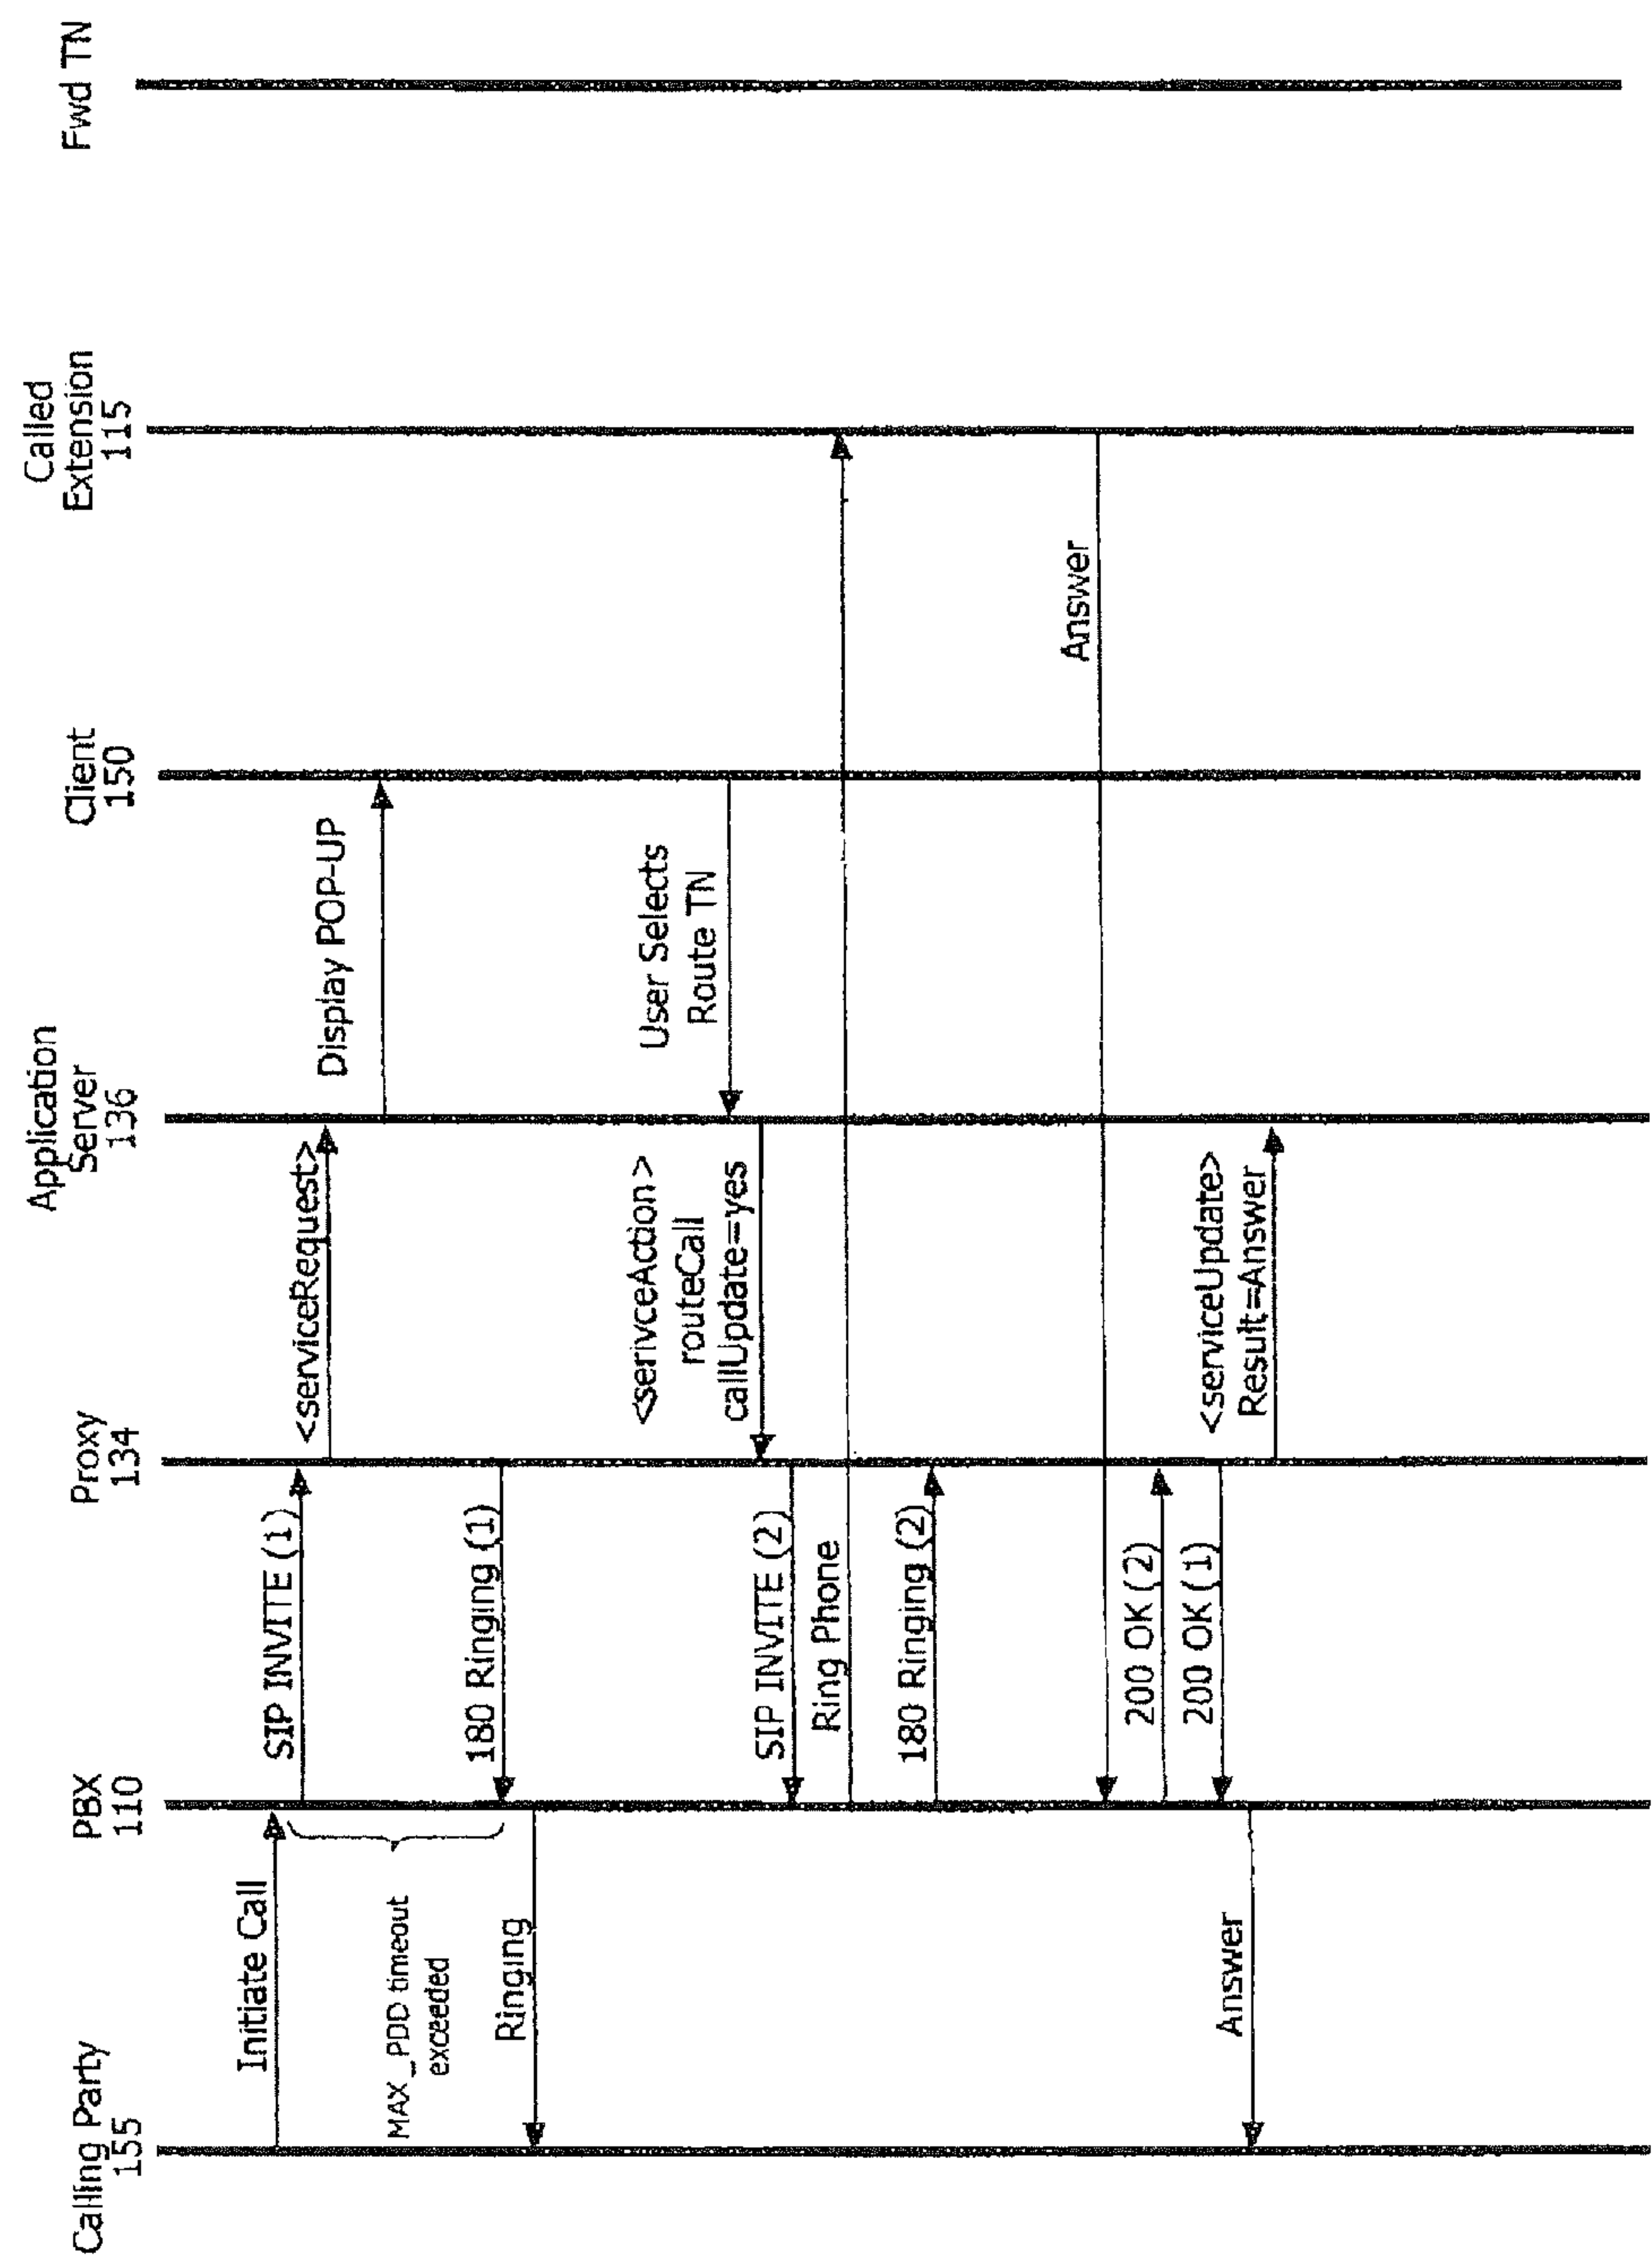 Calling Party
155
PBX
110
Proxy
134
Application
Server
136
Client
150
Called
Extension
115
Fwd TN
Initiate Call
SIP INVITE (1)
<serviceRequest>
Display POP-UP
MAX_PDD timeout
exceeded
180 Ringing (1)
Ringing
User Selects
Route TN
<serivceAction>
routeCall
callUpdate=yes
SIP INVITE (2)
Ring Phone
180 Ringing (2)
Answer
200 OK (2)
200 OK (1)
Answer
<serviceUpdate>
Result=Answer